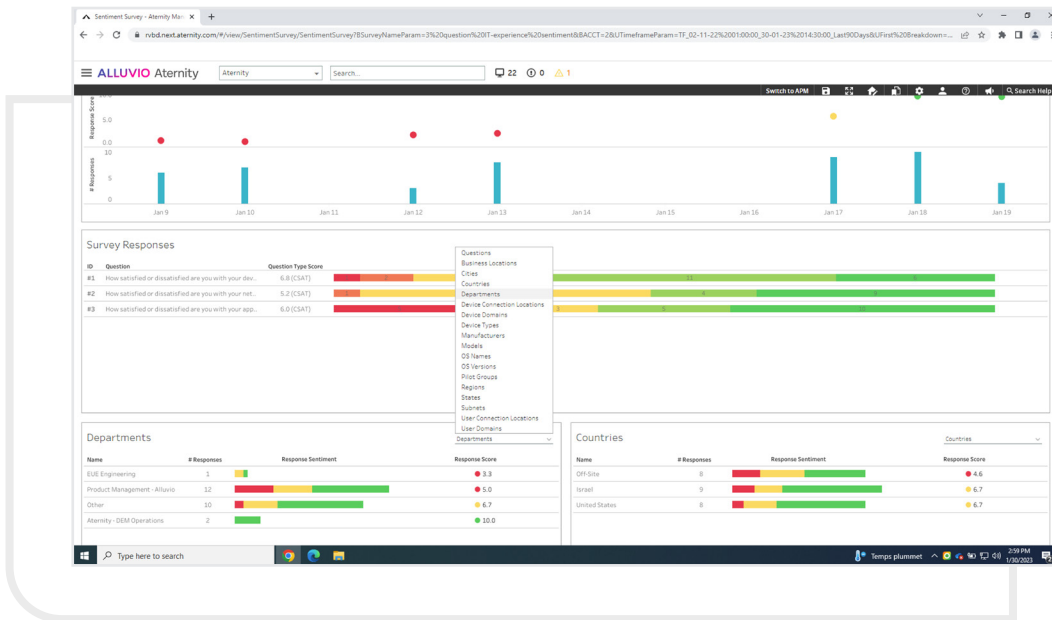 Sentiment Survey - Aternity Man
rvbd.next.aternity.com/#/view/SentimentSurvey/SentimentSurvey?BSurveyNameParam=3%20question%20IT-experience%20sentiment&BACCT=2&UTimeframeParam=TF_02-11-22%2001:00:00_30-01-23%2014:30:00_Last90Days&UFirst%20Breakdown=...
ALLUVIO Aternity
Aternity
Search...
22
0
1
Switch to APM
Search Help
Response Score
5.0
0.0
# Responses
10
5
0
Jan 9
Jan 10
Jan 11
Jan 12
Jan 13
Jan 14
Jan 15
Jan 16
Jan 17
Jan 18
Jan 19
Survey Responses
ID Question Question Type Score
#1 How satisfied or dissatisfied are you with your dev... 6.8 (CSAT) 2 11
#2 How satisfied or dissatisfied are you with your net... 5.2 (CSAT)
#3 How satisfied or dissatisfied are you with your app... 6.0 (CSAT) 3 5
Questions
Business Locations
Cities
Countries
Departments
Device Connection Locations
Device Domains
Device Types
Manufacturers
Models
OS Names
OS Versions
Pilot Groups
Regions
States
Subnets
User Connection Locations
User Domains
Departments
Departments
Name # Responses Response Sentiment Response Score
EUE Engineering 1 3.3
Product Management - Alluvio 12 5.0
Other 10 6.7
Aternity - DEM Operations 2 10.0
Countries
Countries
Name # Responses Response Sentiment Response Score
Off-Site 8 4.6
Israel 9 6.7
United States 8 6.7
Type here to search
Temps plummet
2:59 PM
1/30/2023